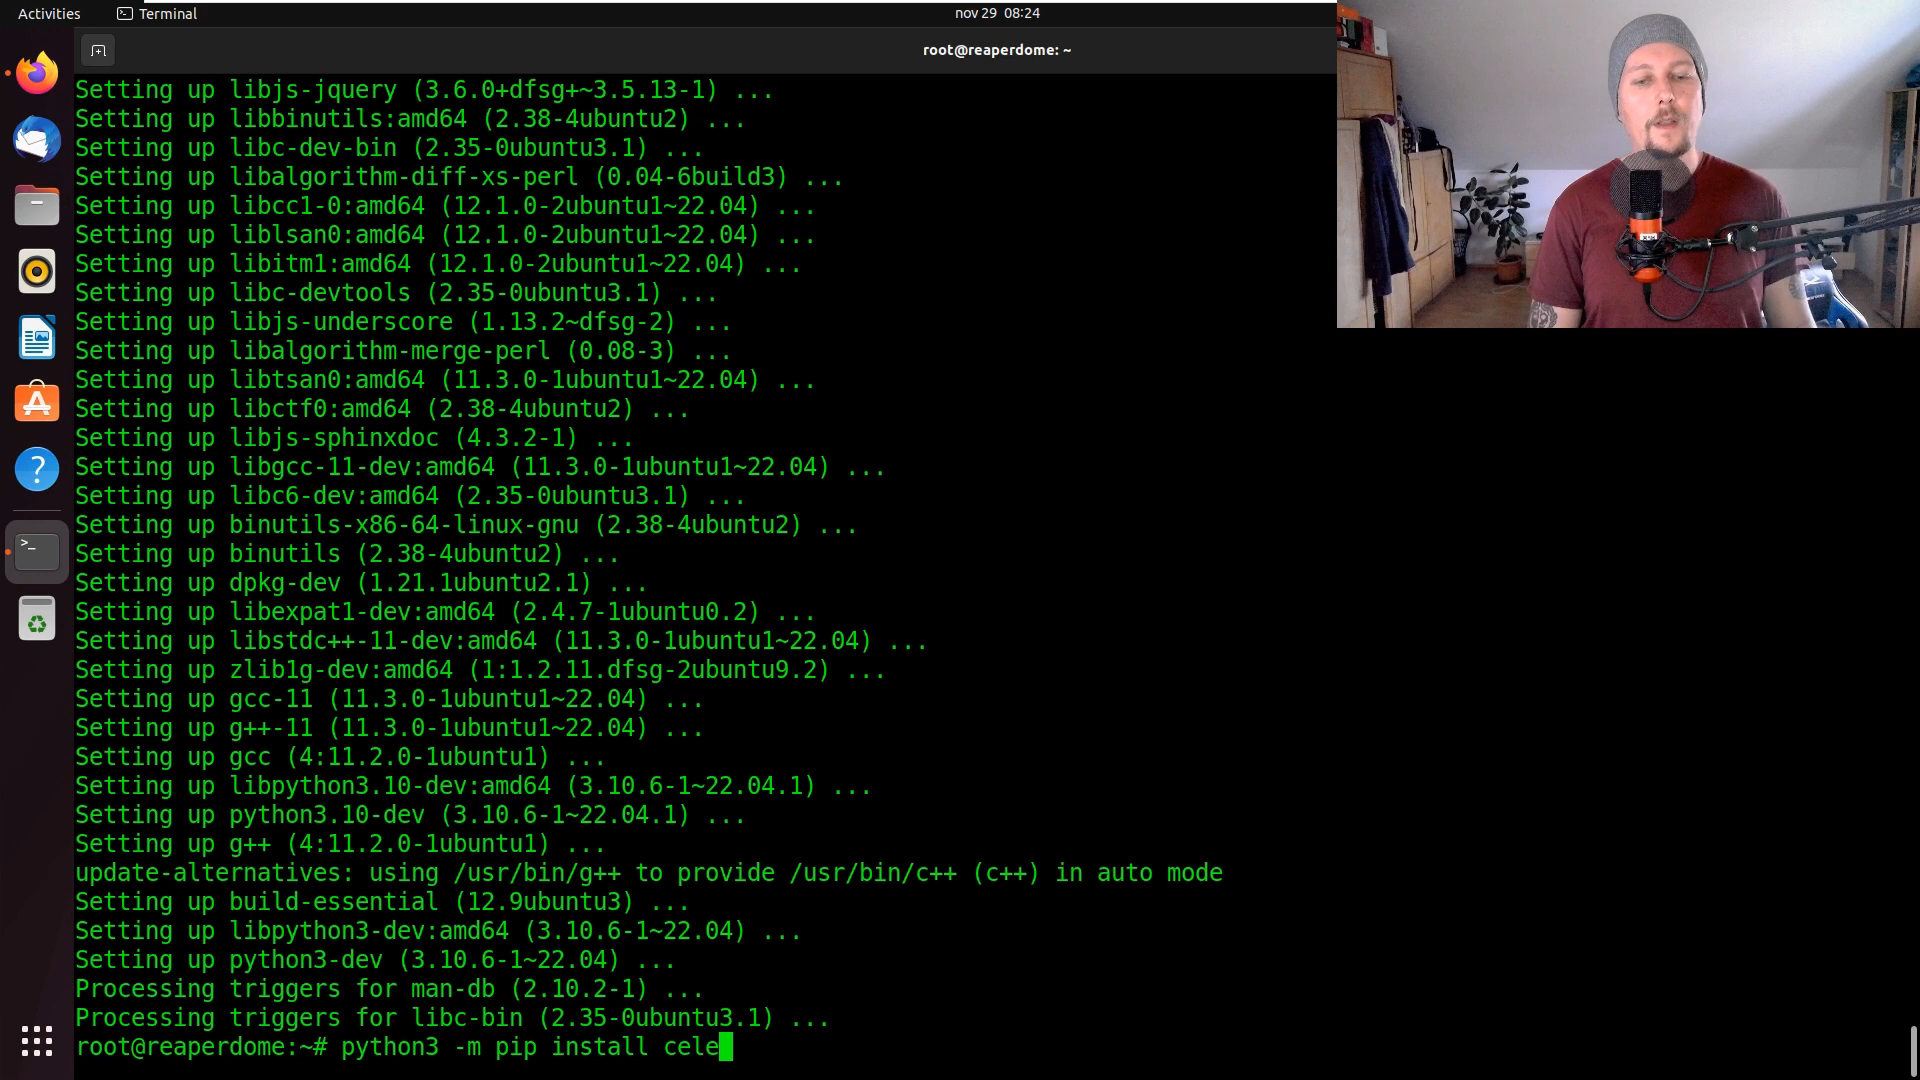 Activities
Terminal
nov 29 08:24
root@reaperdome: ~
Setting up libjs-jquery (3.6.0+dfsg+~3.5.13-1) ...
Setting up libbinutils:amd64 (2.38-4ubuntu2) ...
Setting up libc-dev-bin (2.35-0ubuntu3.1) ...
Setting up libalgorithm-diff-xs-perl (0.04-6build3) ...
Setting up libcc1-0:amd64 (12.1.0-2ubuntu1~22.04) ...
Setting up liblsan0:amd64 (12.1.0-2ubuntu1~22.04) ...
Setting up libitm1:amd64 (12.1.0-2ubuntu1~22.04) ...
Setting up libc-devtools (2.35-0ubuntu3.1) ...
Setting up libjs-underscore (1.13.2~dfsg-2) ...
Setting up libalgorithm-merge-perl (0.08-3) ...
Setting up libtsan0:amd64 (11.3.0-1ubuntu1~22.04) ...
Setting up libctf0:amd64 (2.38-4ubuntu2) ...
Setting up libjs-sphinxdoc (4.3.2-1) ...
Setting up libgcc-11-dev:amd64 (11.3.0-1ubuntu1~22.04) ...
Setting up libc6-dev:amd64 (2.35-0ubuntu3.1) ...
Setting up binutils-x86-64-linux-gnu (2.38-4ubuntu2) ...
Setting up binutils (2.38-4ubuntu2) ...
Setting up dpkg-dev (1.21.1ubuntu2.1) ...
Setting up libexpat1-dev:amd64 (2.4.7-1ubuntu0.2) ...
Setting up libstdc++-11-dev:amd64 (11.3.0-1ubuntu1~22.04) ...
Setting up zlib1g-dev:amd64 (1:1.2.11.dfsg-2ubuntu9.2) ...
Setting up gcc-11 (11.3.0-1ubuntu1~22.04) ...
Setting up g++-11 (11.3.0-1ubuntu1~22.04) ...
Setting up gcc (4:11.2.0-1ubuntu1) ...
Setting up libpython3.10-dev:amd64 (3.10.6-1~22.04.1) ...
Setting up python3.10-dev (3.10.6-1~22.04.1) ...
Setting up g++ (4:11.2.0-1ubuntu1) ...
update-alternatives: using /usr/bin/g++ to provide /usr/bin/c++ (c++) in auto mode
Setting up build-essential (12.9ubuntu3) ...
Setting up libpython3-dev:amd64 (3.10.6-1~22.04) ...
Setting up python3-dev (3.10.6-1~22.04) ...
Processing triggers for man-db (2.10.2-1) ...
Processing triggers for libc-bin (2.35-0ubuntu3.1) ...
root@reaperdome:~# python3 -m pip install cele